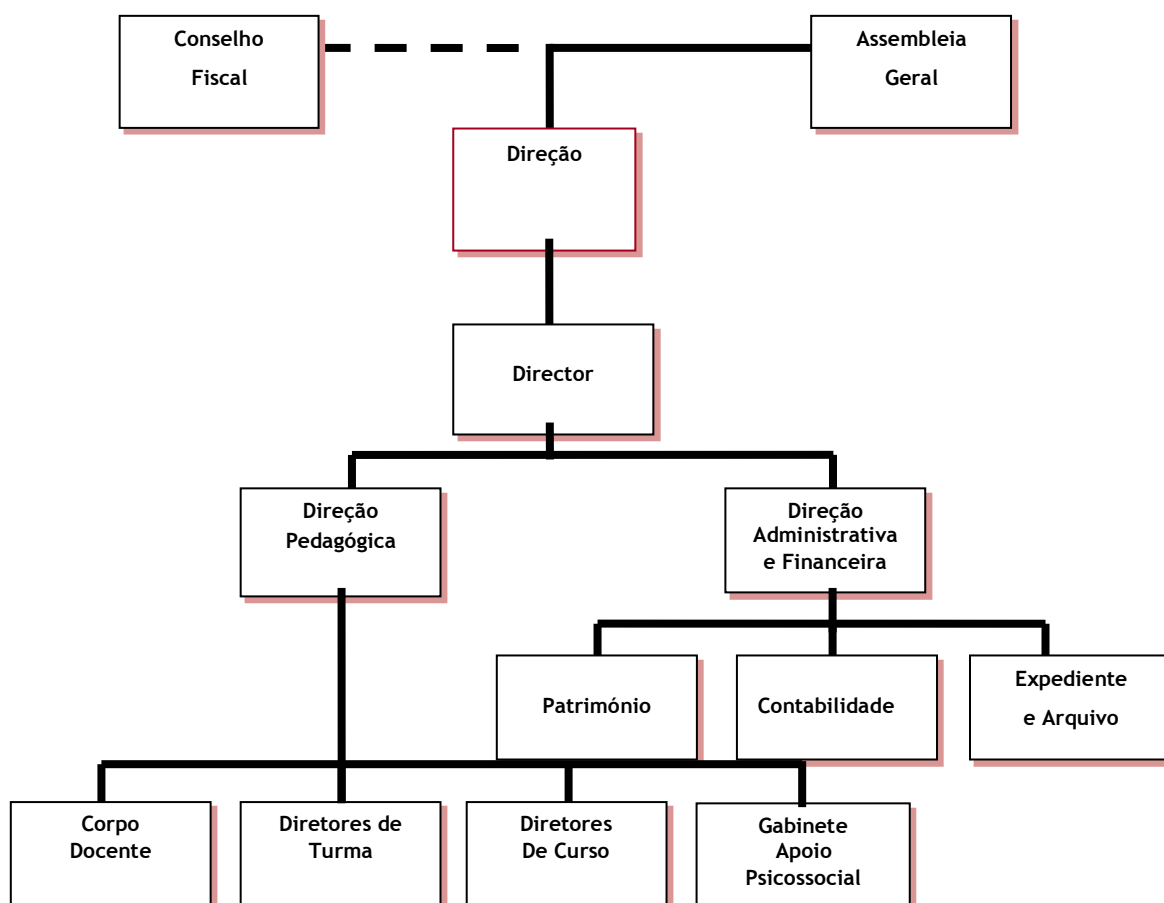 Conselho
Fiscal
Assembleia
Geral
Direção
Director
Direção
Pedagógica
Direção
Administrativa
e Financeira
Património
Contabilidade
Expediente
e Arquivo
Corpo
Docente
Diretores de
Turma
Diretores
De Curso
Gabinete
Apoio
Psicossocial